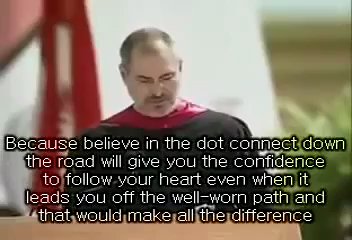 Because believe in the dot connect down
the road will give you the confidence
to follow your heart even when it
leads you off the well-worn path and
that would make all the difference